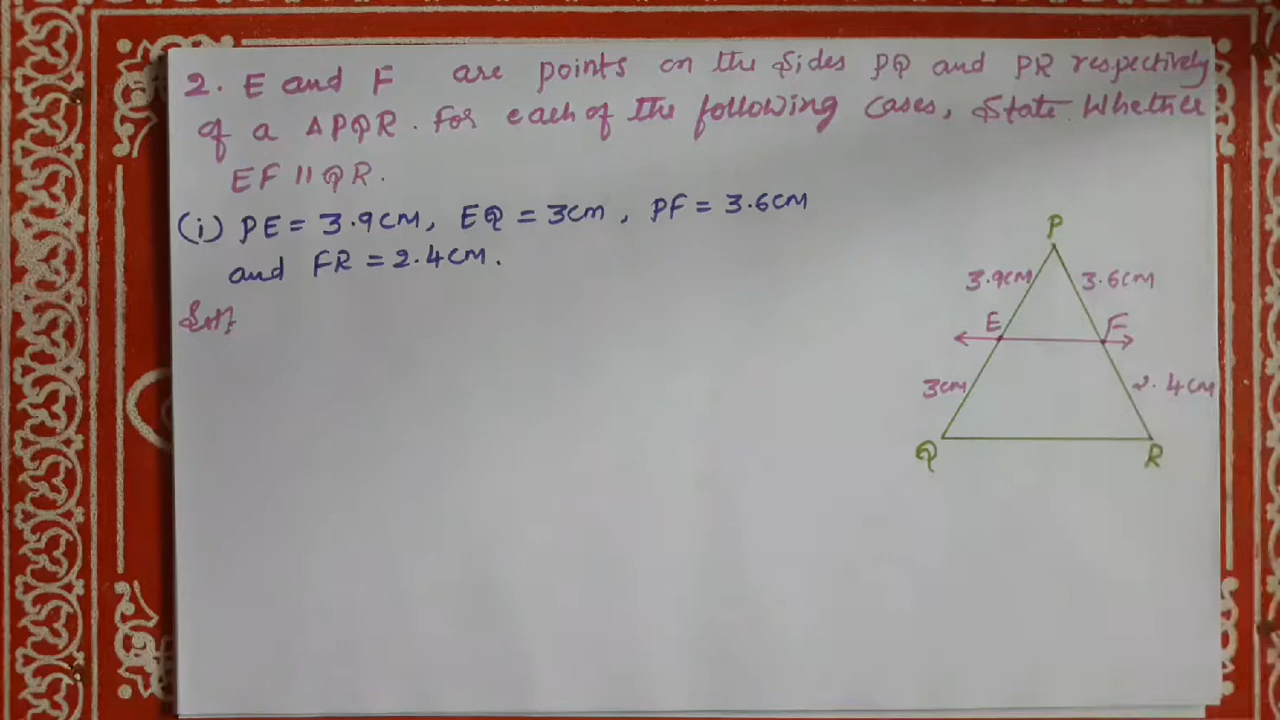 2. E and F are points on the sides PQ and PR respectively
of a △PQR. For each of the following cases, State Whether
EF || QR.
(i) PE = 3.9cm, EQ = 3cm, PF = 3.6cm
and FR = 2.4cm.
Sol:
P
3.9cm 3.6cm
E F
3cm 2.4cm
Q R